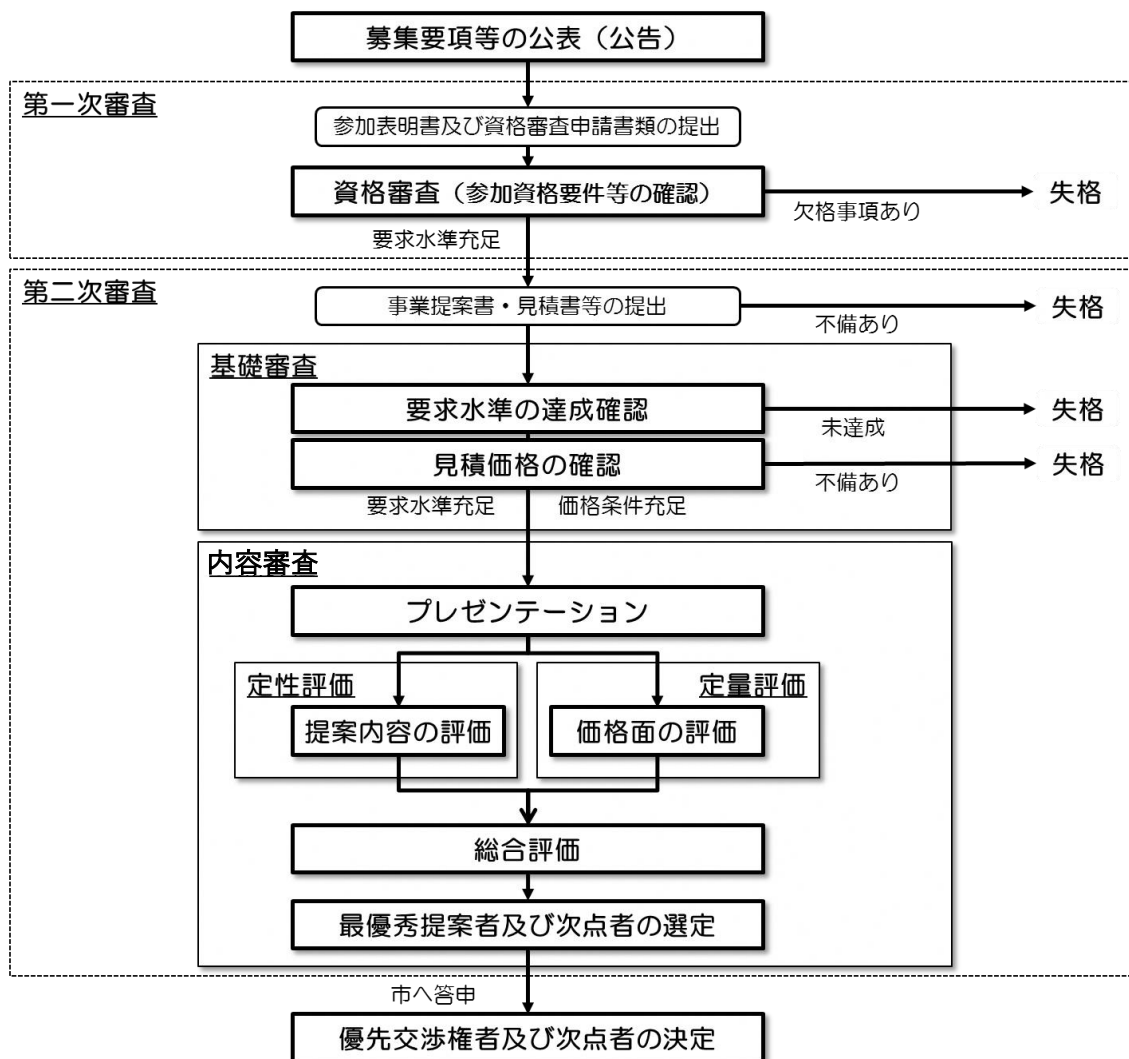 募集要項等の公表（公告）
第一次審査
参加表明書及び資格審査申請書類の提出
資格審査（参加資格要件等の確認）
失格
欠格事項あり
要求水準充足
第二次審査
事業提案書・見積書等の提出
失格
不備あり
基礎審査
要求水準の達成確認
失格
未達成
見積価格の確認
失格
不備あり
要求水準充足
価格条件充足
内容審査
プレゼンテーション
定性評価
定量評価
提案内容の評価
価格面の評価
総合評価
最優秀提案者及び次点者の選定
市へ答申
優先交渉権者及び次点者の決定